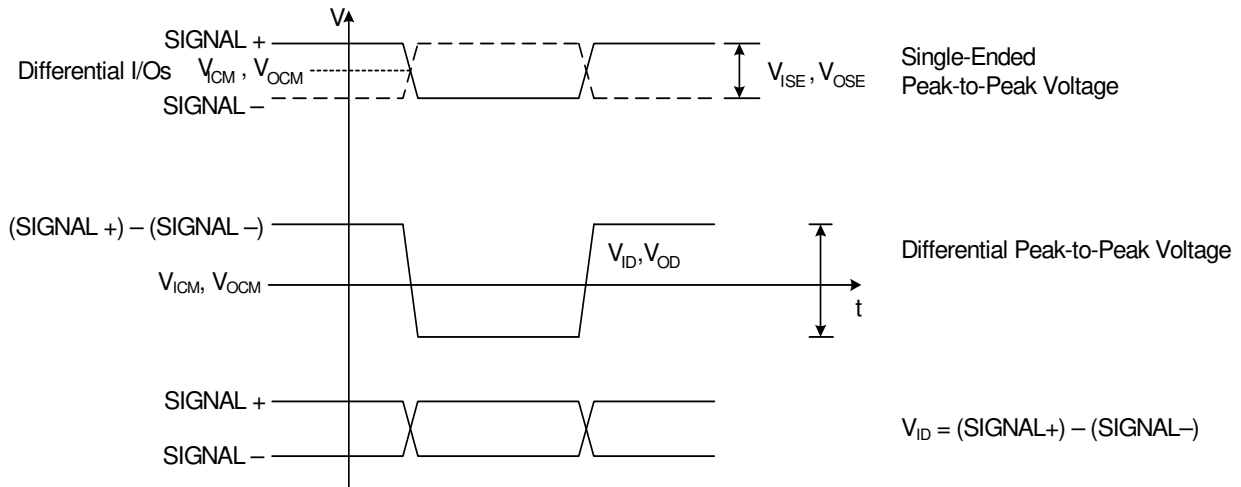 V
SIGNAL +
Differential I/Os V_ICM , V_OCM
SIGNAL –
V_ISE , V_OSE
Single-Ended
Peak-to-Peak Voltage
(SIGNAL +) – (SIGNAL –)
V_ID, V_OD
Differential Peak-to-Peak Voltage
V_ICM, V_OCM
t
SIGNAL +
SIGNAL –
V_ID = (SIGNAL+) – (SIGNAL–)